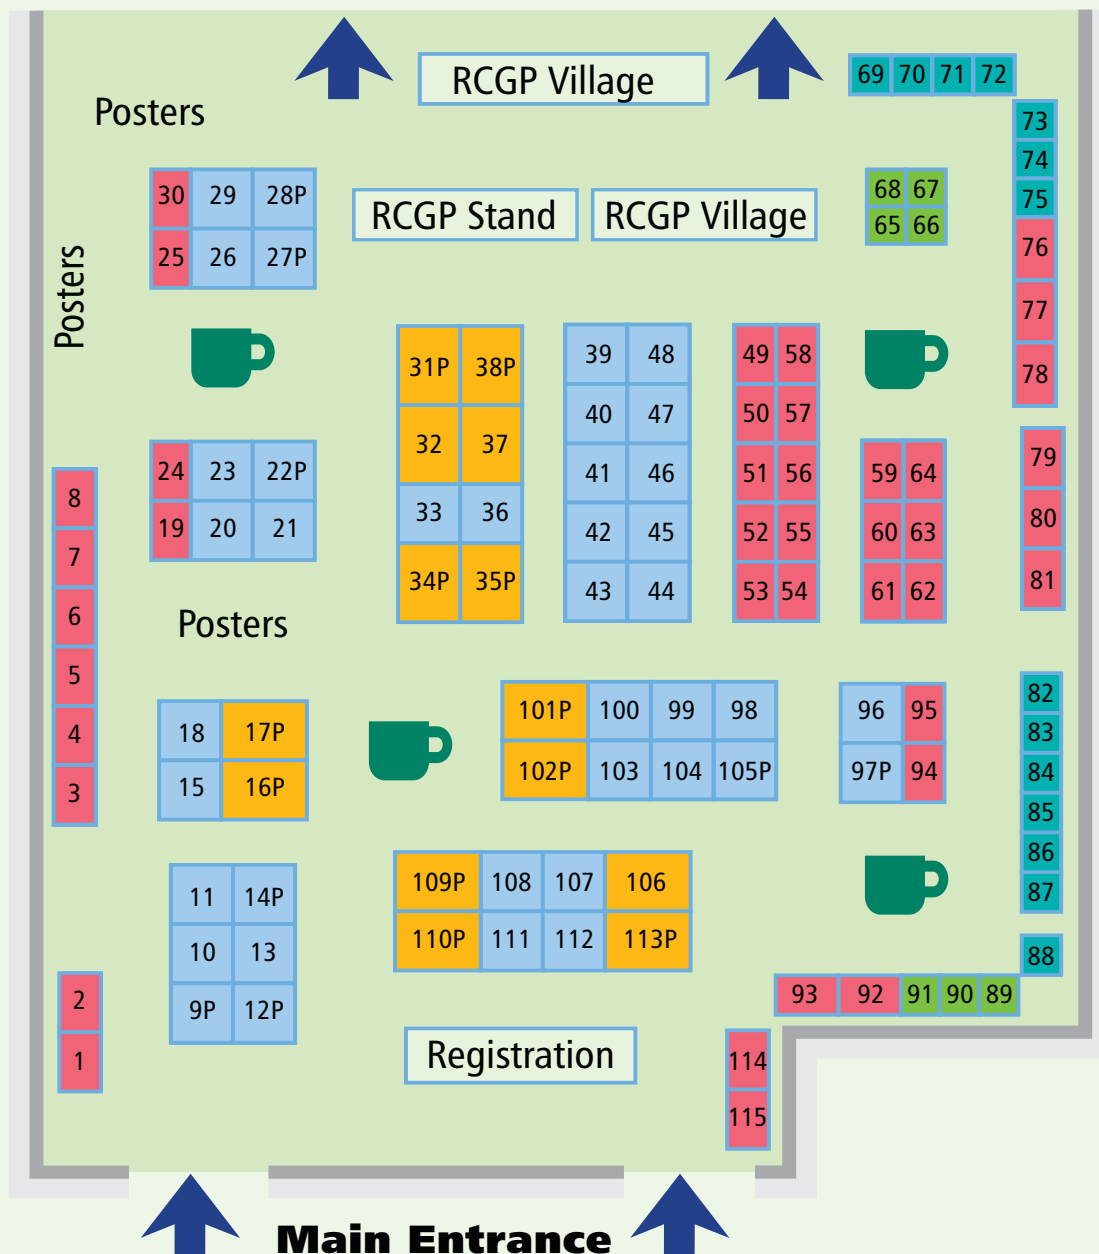 RCGP Village
69 70 71 72
Posters
73
74
75
76
77
78
30 29 28P
25 26 27P
RCGP Stand
RCGP Village
68 67
65 66
Posters
31P 38P
32 37
33 36
34P 35P
39 48
40 47
41 46
42 45
43 44
49 58
50 57
51 56
52 55
53 54
59 64
60 63
61 62
79
80
81
24 23 22P
19 20 21
8
7
6
5
4
3
Posters
18 17P
15 16P
101P 100 99 98
102P 103 104 105P
96 95
97P 94
82
83
84
85
86
87
88
11 14P
10 13
9P 12P
109P 108 107 106
110P 111 112 113P
93 92 91 90 89
2
1
Registration
114
115
Main Entrance